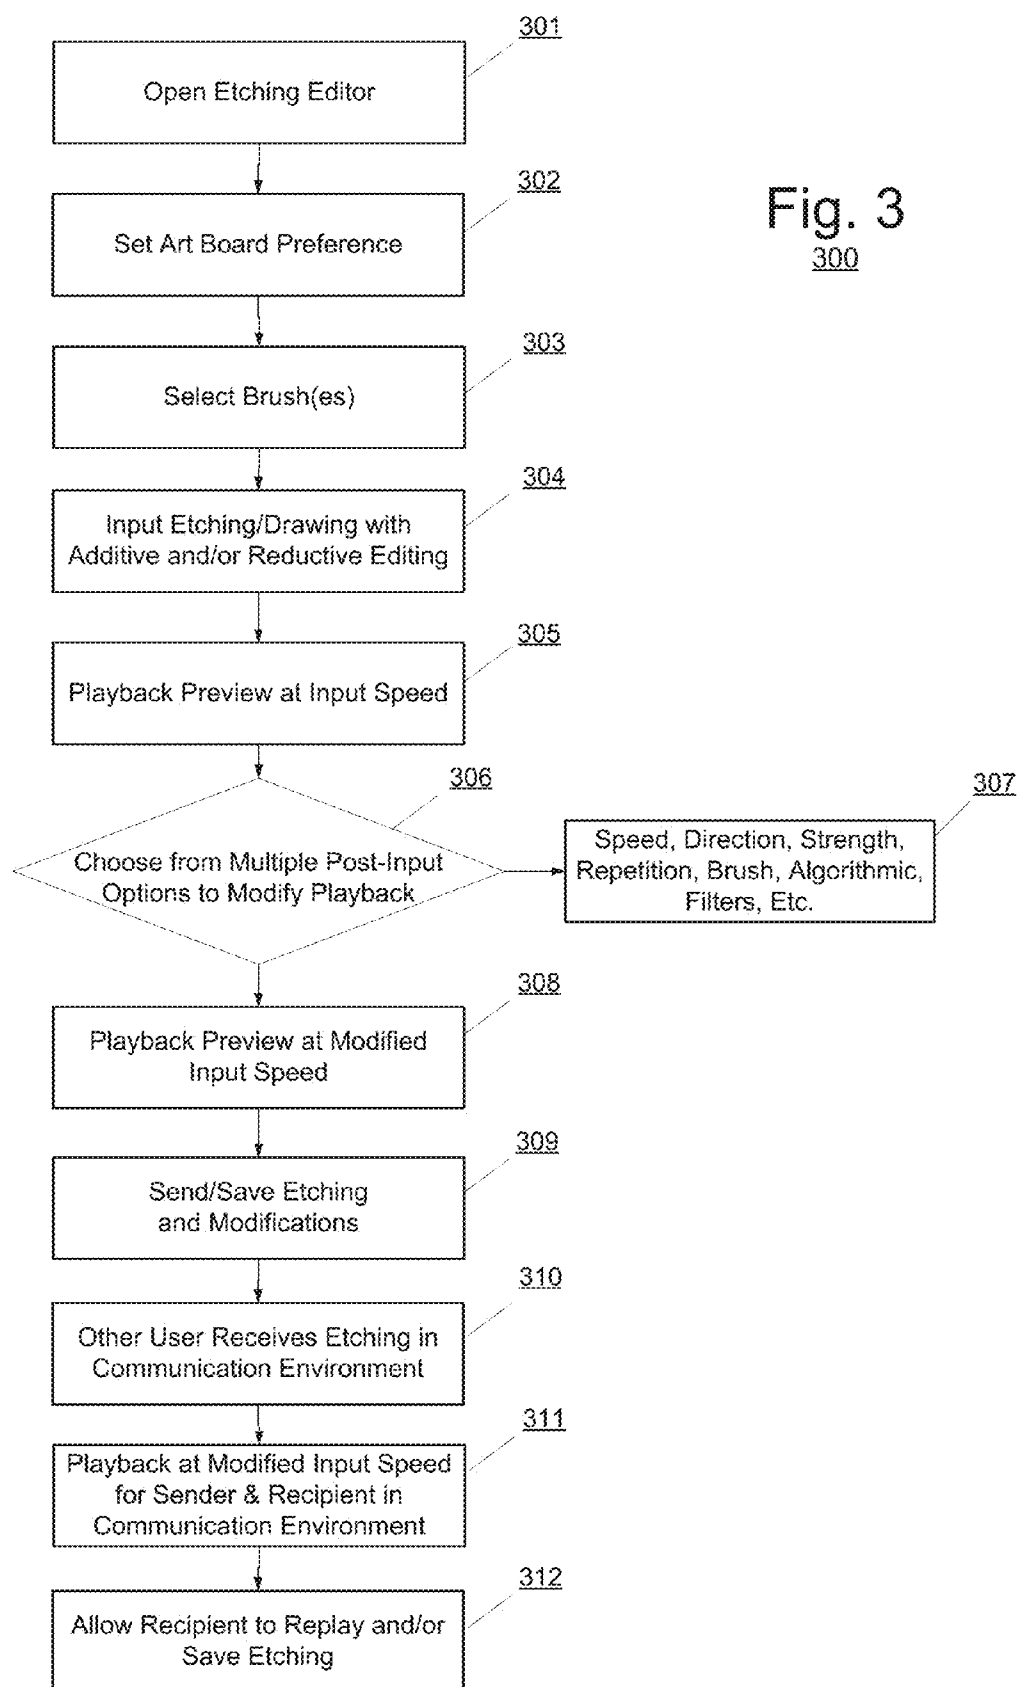 301
Open Etching Editor
302
Set Art Board Preference
Fig. 3
300
303
Select Brush(es)
304
Input Etching/Drawing with
Additive and/or Reductive Editing
305
Playback Preview at Input Speed
306
Choose from Multiple Post-Input
Options to Modify Playback
307
Speed, Direction, Strength,
Repetition, Brush, Algorithmic,
Filters, Etc.
308
Playback Preview at Modified
Input Speed
309
Send/Save Etching
and Modifications
310
Other User Receives Etching in
Communication Environment
311
Playback at Modified Input Speed
for Sender & Recipient in
Communication Environment
312
Allow Recipient to Replay and/or
Save Etching